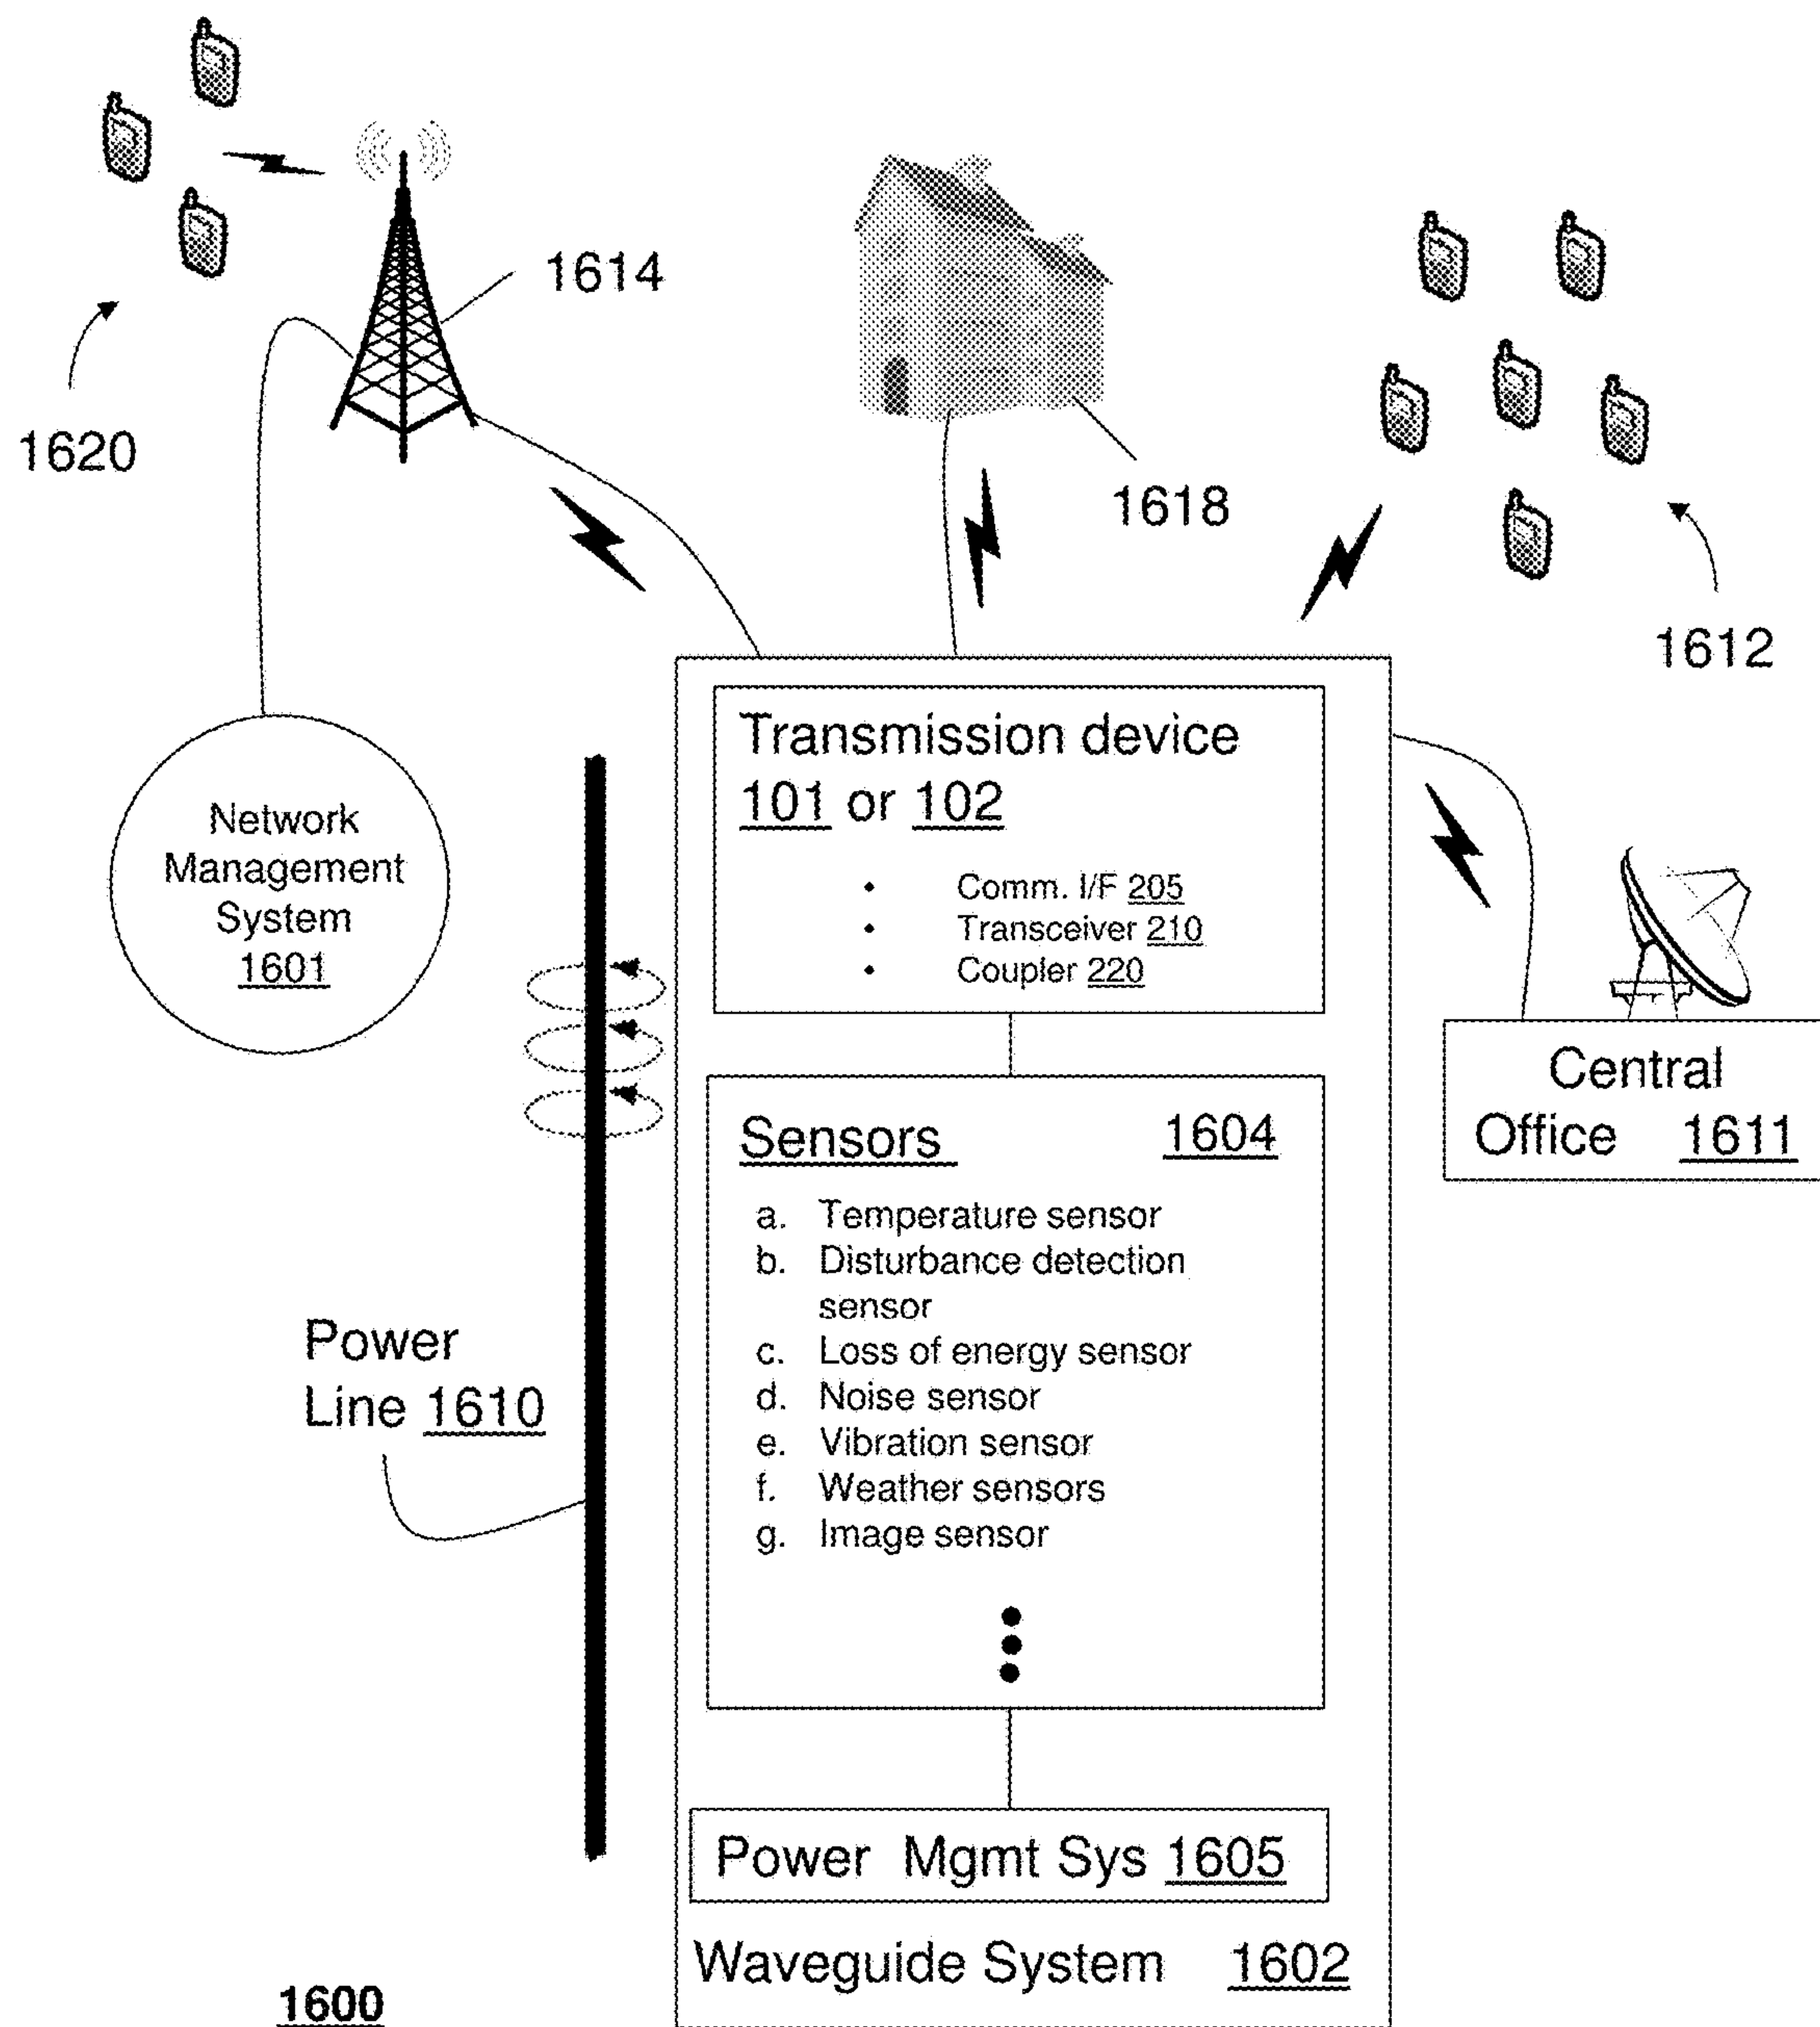 1614
1620
1618
1612
Network
Management
System
1601
Transmission device
101 or 102
• Comm. I/F 205
• Transceiver 210
• Coupler 220
Central
Office 1611
Sensors 1604
a. Temperature sensor
b. Disturbance detection
sensor
c. Loss of energy sensor
d. Noise sensor
e. Vibration sensor
f. Weather sensors
g. Image sensor
Power
Line 1610
Power Mgmt Sys 1605
Waveguide System 1602
1600